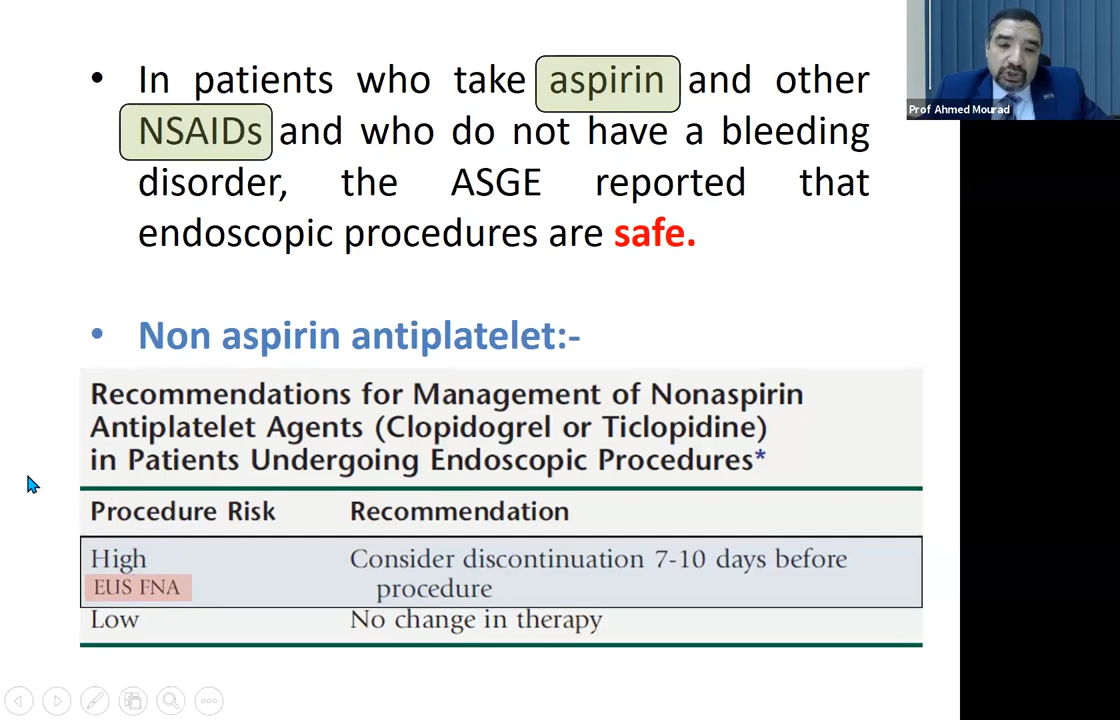 • In patients who take aspirin and other
NSAIDs and who do not have a bleeding
disorder, the ASGE reported that
endoscopic procedures are safe.
• Non aspirin antiplatelet:-
Recommendations for Management of Nonaspirin
Antiplatelet Agents (Clopidogrel or Ticlopidine)
in Patients Undergoing Endoscopic Procedures*
Procedure Risk Recommendation
High Consider discontinuation 7-10 days before
EUS FNA procedure
Low No change in therapy
Prof Ahmed Mourad